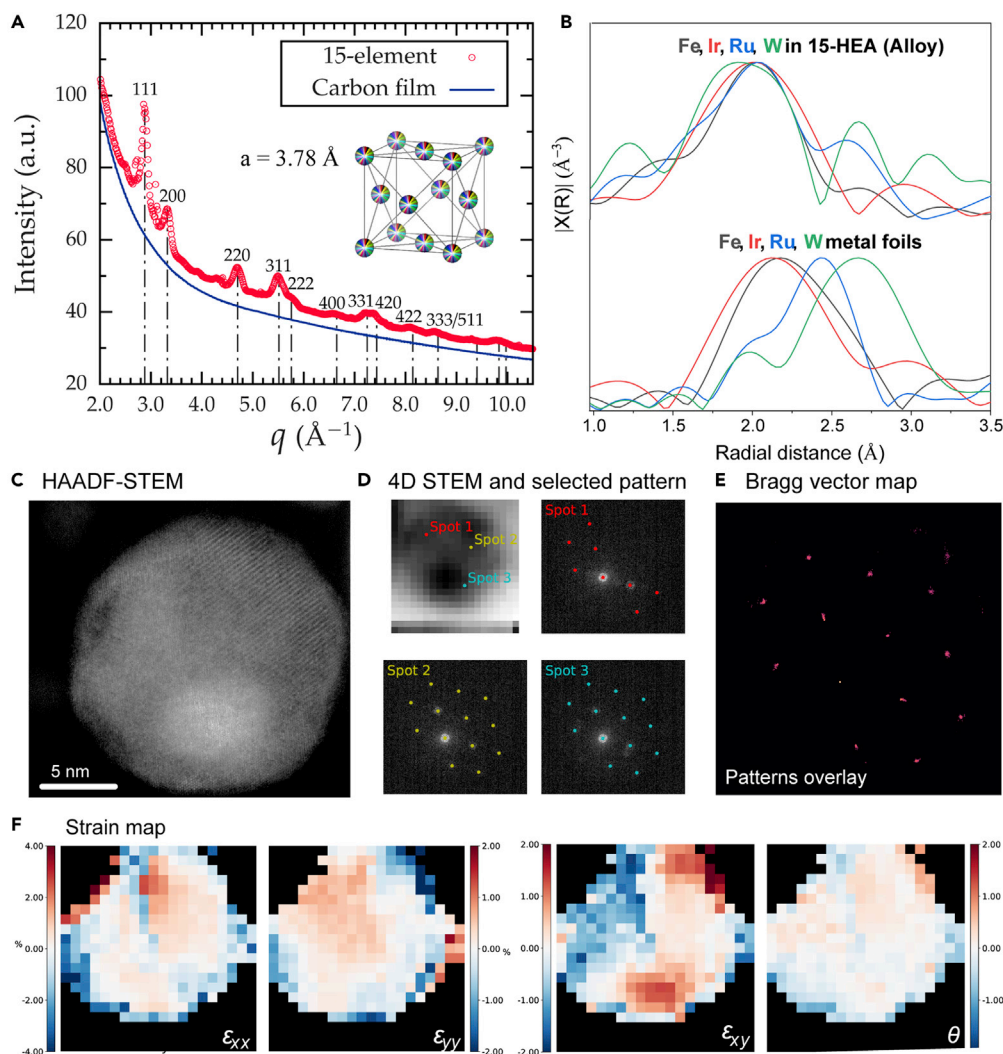 A
Intensity (a.u.)
120
100
80
60
40
20
15-element
Carbon film
a = 3.78 Å
111
200
220
311
222
400
331
420
422
333/511
2.0 3.0 4.0 5.0 6.0 7.0 8.0 9.0 10.0
q (Å⁻¹)
B
Fe, Ir, Ru, W in 15-HEA (Alloy)
|X(R)| (Å⁻³)
Fe, Ir, Ru, W metal foils
1.0 1.5 2.0 2.5 3.0 3.5
Radial distance (Å)
C HAADF-STEM
5 nm
D 4D STEM and selected pattern
Spot 1
Spot 2
Spot 3
Spot 1
Spot 2
Spot 3
E Bragg vector map
Patterns overlay
F Strain map
4.00
2.00
%
0.00
-2.00
-4.00
εxx
εyy
2.00
1.00
0.00 %
-1.00
-2.00
2.00
1.00
0.00
-1.00
-2.00
εxy
θ
2.00
1.00
0.00
-1.00
-2.00